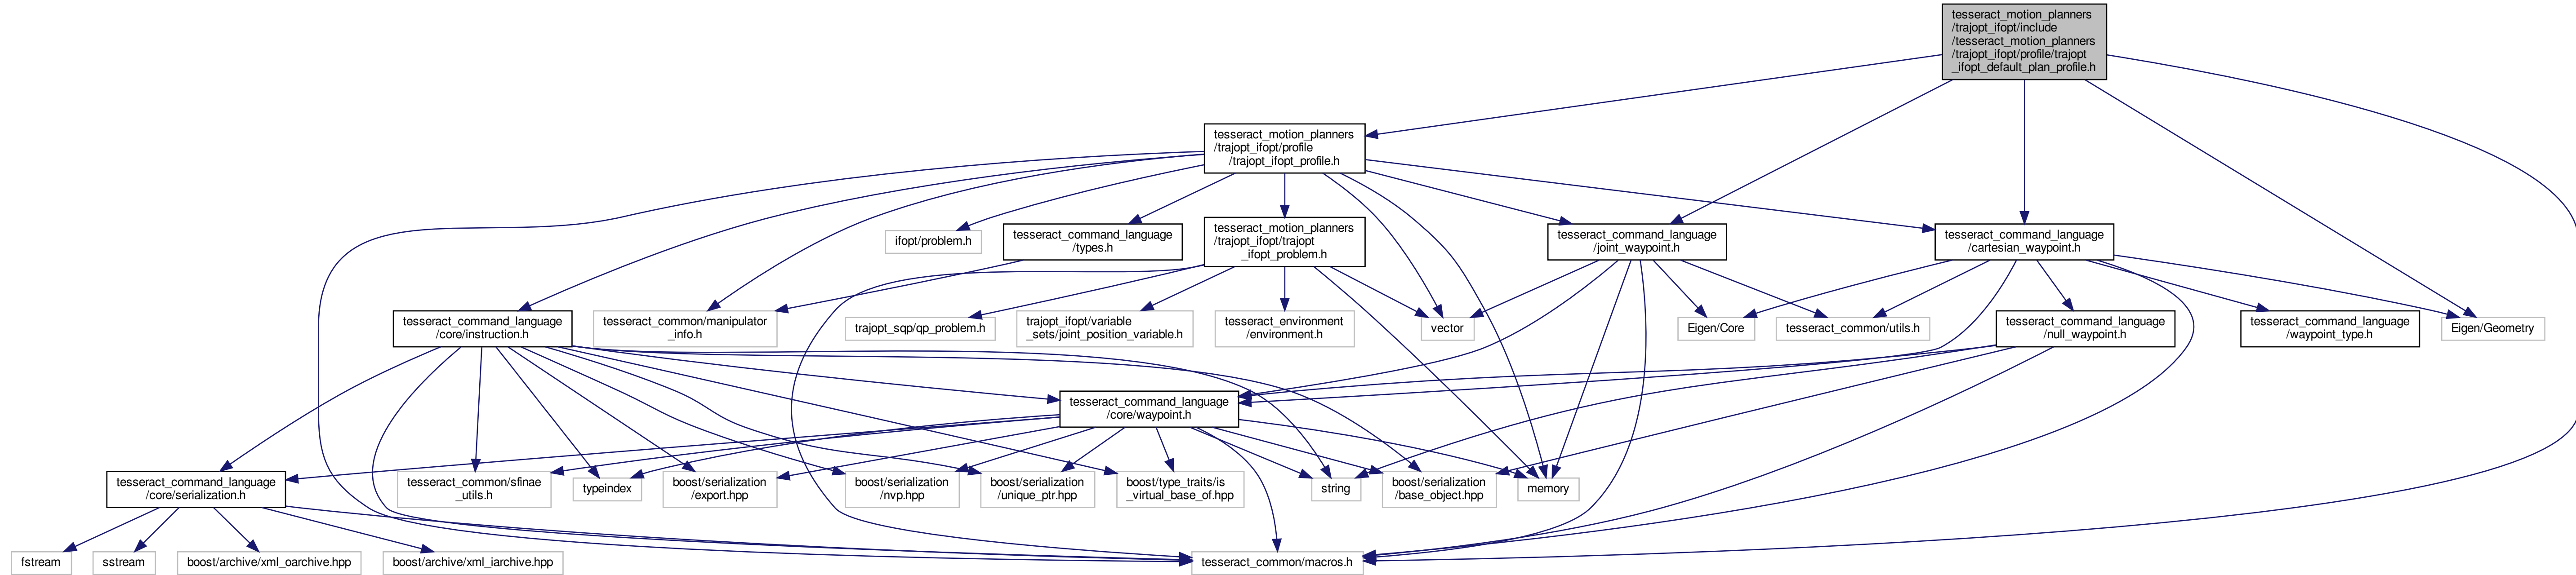 tesseract_motion_planners
/trajopt_ifopt/include
/tesseract_motion_planners
/trajopt_ifopt/profile/trajopt
_ifopt_default_plan_profile.h
tesseract_motion_planners
/trajopt_ifopt/profile
/trajopt_ifopt_profile.h
ifopt/problem.h
tesseract_command_language
/types.h
tesseract_motion_planners
/trajopt_ifopt/trajopt
_ifopt_problem.h
tesseract_command_language
/joint_waypoint.h
tesseract_command_language
/cartesian_waypoint.h
tesseract_command_language
/core/instruction.h
tesseract_common/manipulator
_info.h
trajopt_sqp/qp_problem.h
trajopt_ifopt/variable
_sets/joint_position_variable.h
tesseract_environment
/environment.h
vector
Eigen/Core
tesseract_common/utils.h
tesseract_command_language
/null_waypoint.h
tesseract_command_language
/waypoint_type.h
Eigen/Geometry
tesseract_command_language
/core/waypoint.h
tesseract_command_language
/core/serialization.h
tesseract_common/sfinae
_utils.h
typeindex
boost/serialization
/export.hpp
boost/serialization
/nvp.hpp
boost/serialization
/unique_ptr.hpp
boost/type_traits/is
_virtual_base_of.hpp
string
boost/serialization
/base_object.hpp
memory
fstream
sstream
boost/archive/xml_oarchive.hpp
boost/archive/xml_iarchive.hpp
tesseract_common/macros.h